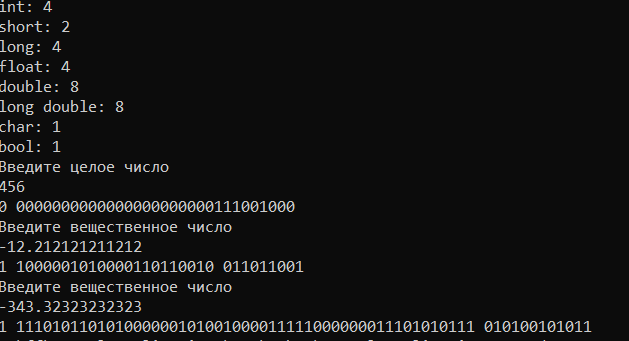 int: 4
short: 2
long: 4
float: 4
double: 8
long double: 8
char: 1
bool: 1
Введите целое число
456
0 0000000000000000000000111001000
Введите вещественное число
-12.212121211212
1 1000001010000110110010 011011001
Введите вещественное число
-343.32323232323
1 111010110101000000101001000011111000000011101010111 010100101011